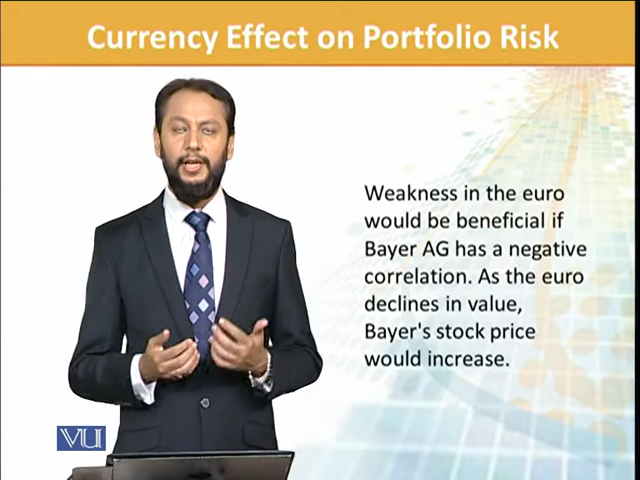 Currency Effect on Portfolio Risk
Weakness in the euro
would be beneficial if
Bayer AG has a negative
correlation. As the euro
declines in value,
Bayer's stock price
would increase.
VU